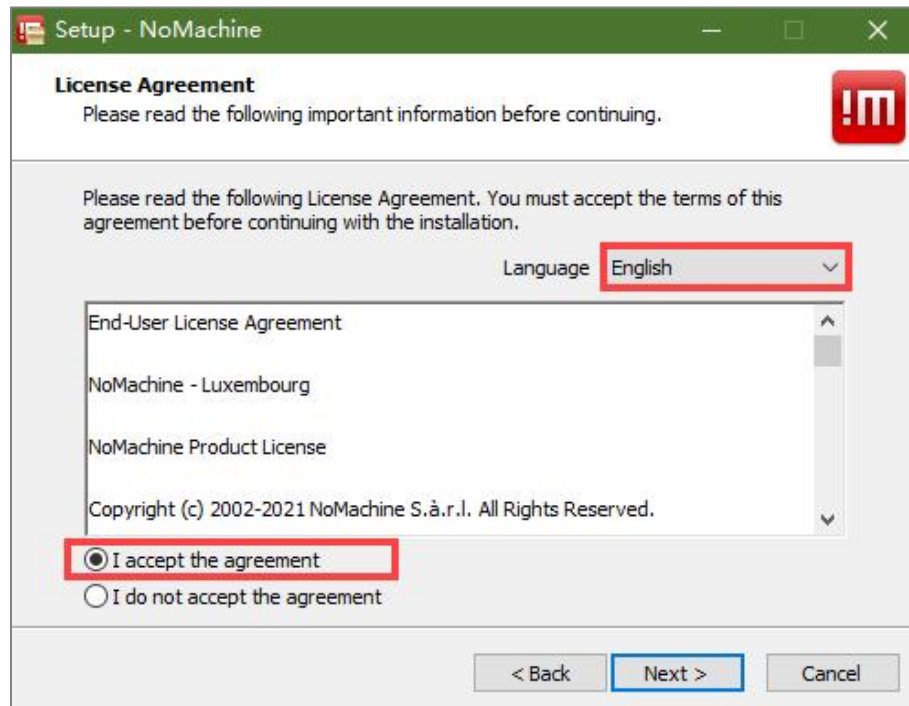 Setup - NoMachine
License Agreement
Please read the following important information before continuing.
!m
Please read the following License Agreement. You must accept the terms of this
agreement before continuing with the installation.
Language English
End-User License Agreement
NoMachine - Luxembourg
NoMachine Product License
Copyright (c) 2002-2021 NoMachine S.à.r.l. All Rights Reserved.
I accept the agreement
I do not accept the agreement
< Back Next > Cancel